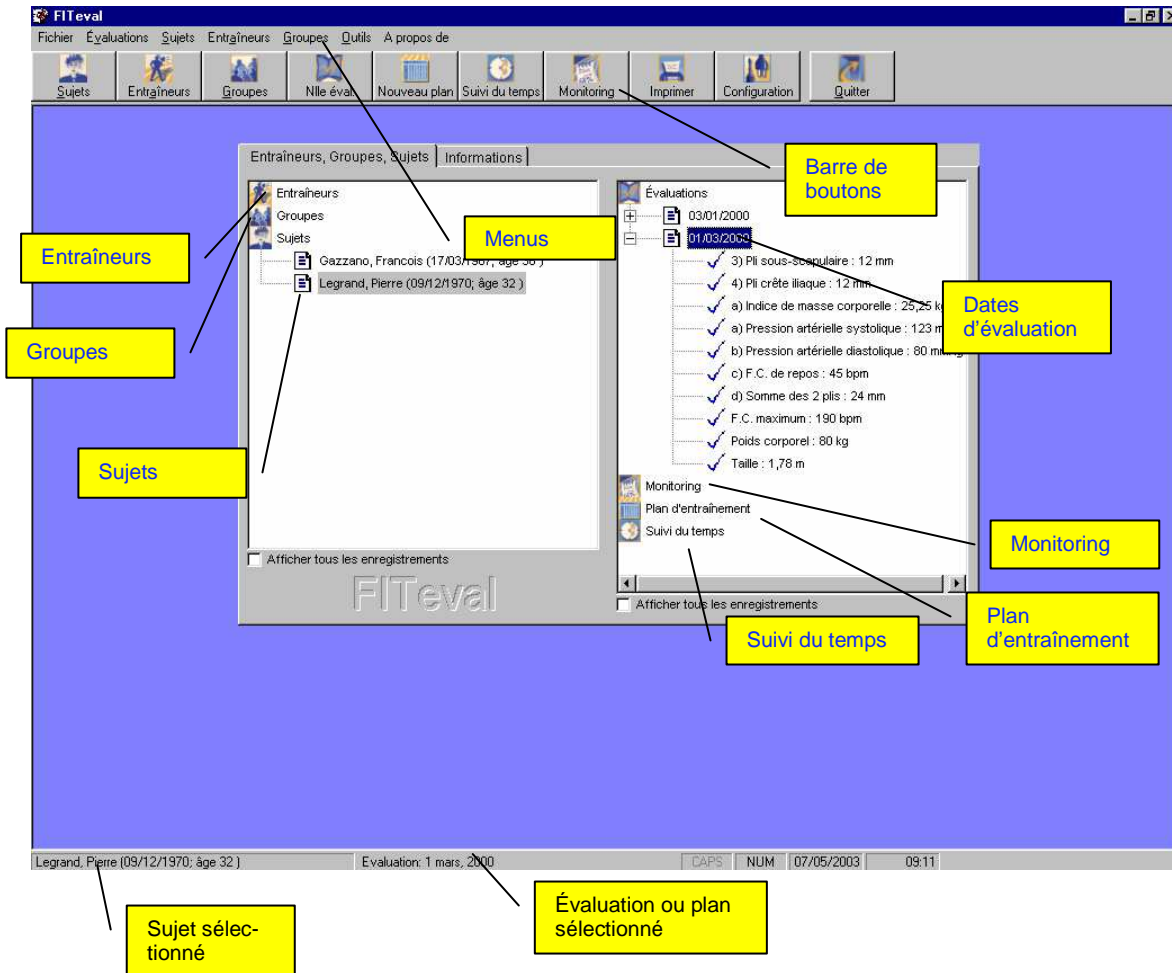 FITeval
Fichier Évaluations Sujets Entraîneurs Groupes Outils A propos de
Sujets Entraîneurs Groupes Nlle éval. Nouveau plan Suivi du temps Monitoring Imprimer Configuration Quitter
Entraîneurs, Groupes, Sujets Informations
Entraîneurs
Groupes
Sujets
Gazzano, Francois (17/03/1967; âge 36 )
Legrand, Pierre (09/12/1970; âge 32 )
Afficher tous les enregistrements
FITeval
Évaluations
03/01/2000
01/03/2000
3) Pli sous-scapulaire : 12 mm
4) Pli crête iliaque : 12 mm
a) Indice de masse corporelle : 25,25 k
a) Pression artérielle systolique : 123 m
b) Pression artérielle diastolique : 80 mmHg
c) F.C. de repos : 45 bpm
d) Somme des 2 plis : 24 mm
F.C. maximum : 190 bpm
Poids corporel : 80 kg
Taille : 1,78 m
Monitoring
Plan d'entraînement
Suivi du temps
Afficher tous les enregistrements
Barre de
boutons
Menus
Entraîneurs
Groupes
Sujets
Dates
d'évaluation
Monitoring
Plan
d'entraînement
Suivi du temps
Legrand, Pierre (09/12/1970; âge 32 ) Evaluation: 1 mars, 2000 CAPS NUM 07/05/2003 09:11
Sujet sélec-
tionné
Évaluation ou plan
sélectionné